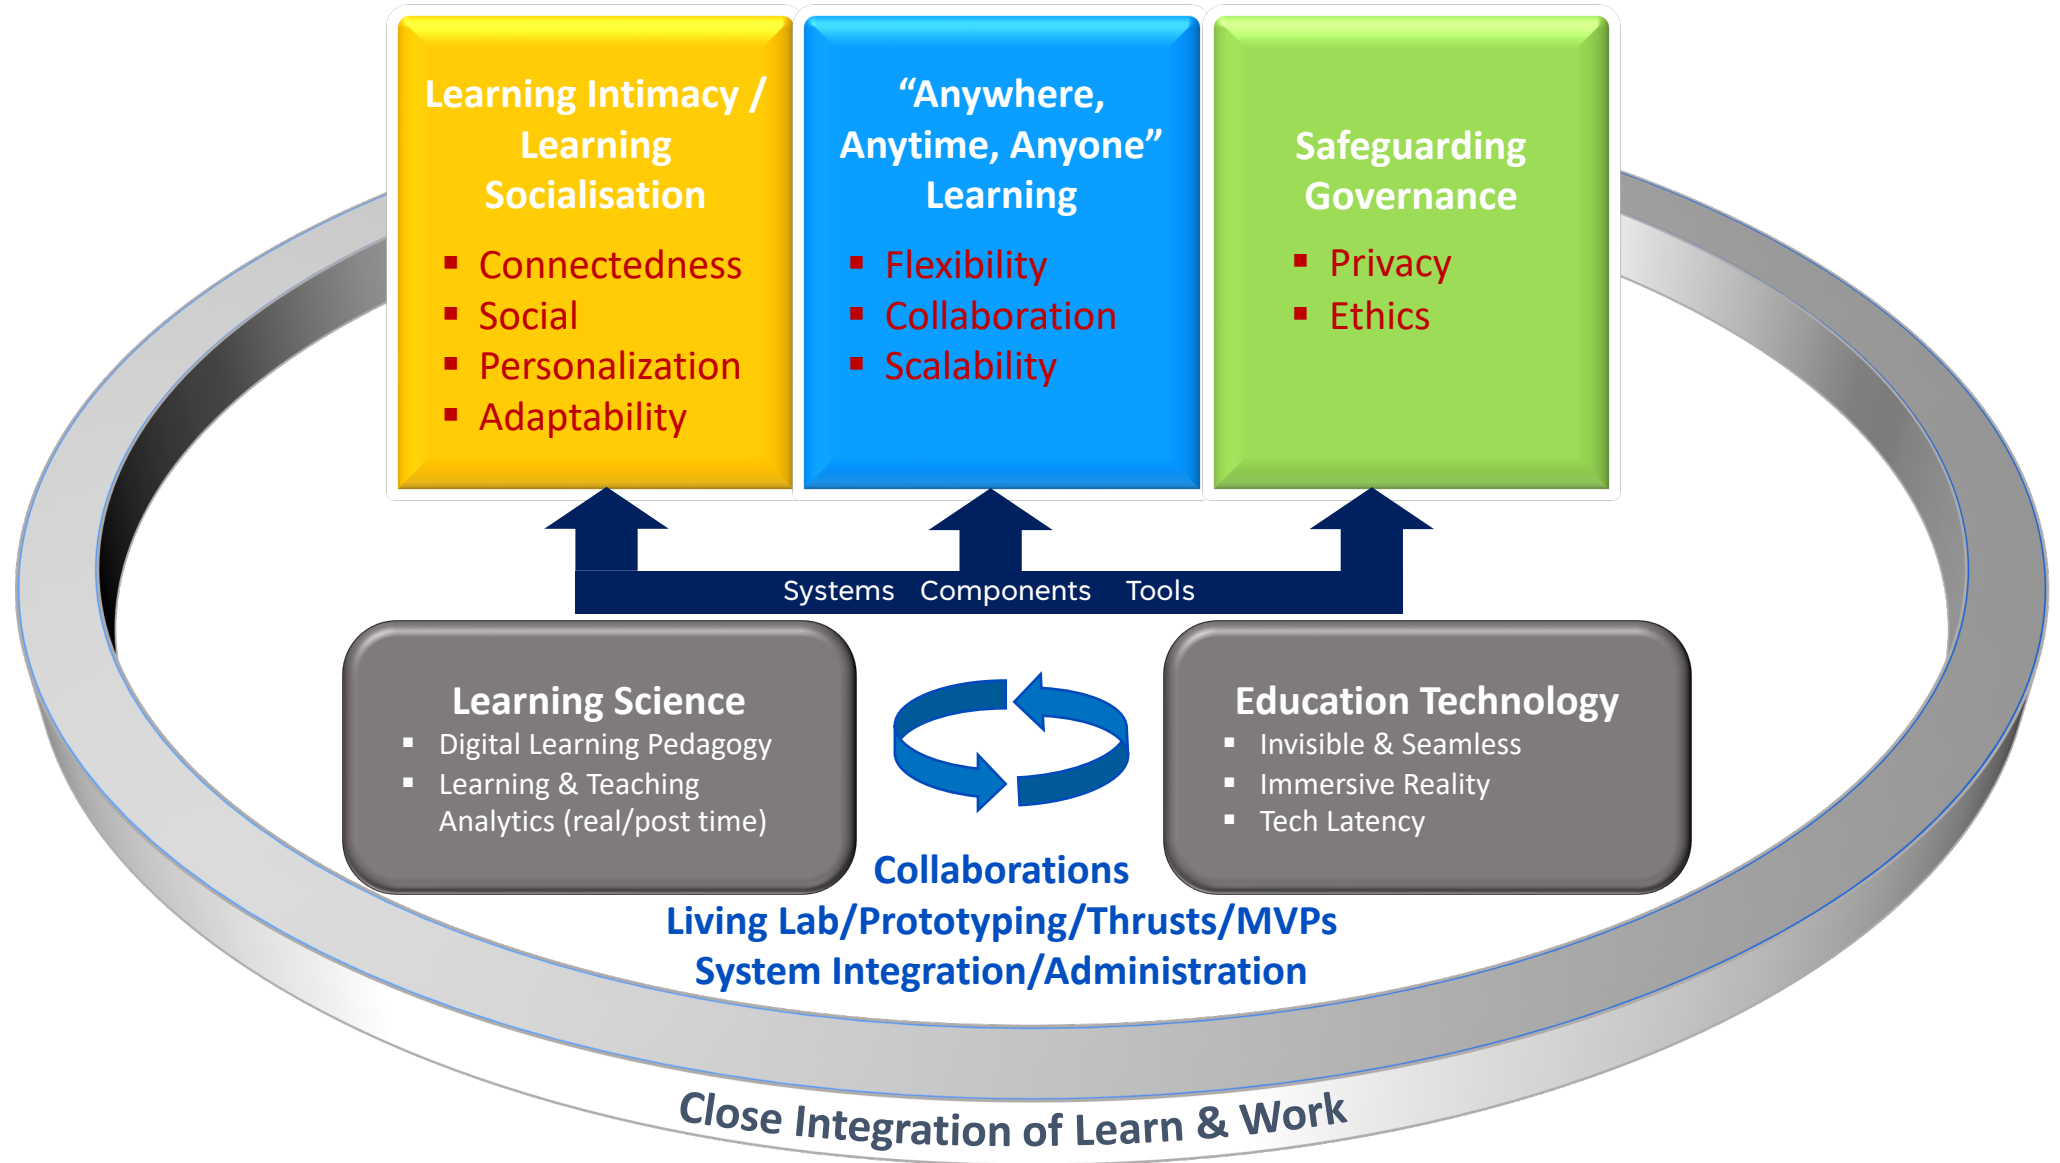 Learning Intimacy /
Learning
Socialisation
▪ Connectedness
▪ Social
▪ Personalization
▪ Adaptability
“Anywhere,
Anytime, Anyone”
Learning
▪ Flexibility
▪ Collaboration
▪ Scalability
Safeguarding
Governance
▪ Privacy
▪ Ethics
Systems Components Tools
Learning Science
▪ Digital Learning Pedagogy
▪ Learning & Teaching
Analytics (real/post time)
Education Technology
▪ Invisible & Seamless
▪ Immersive Reality
▪ Tech Latency
Collaborations
Living Lab/Prototyping/Thrusts/MVPs
System Integration/Administration
Close Integration of Learn & Work